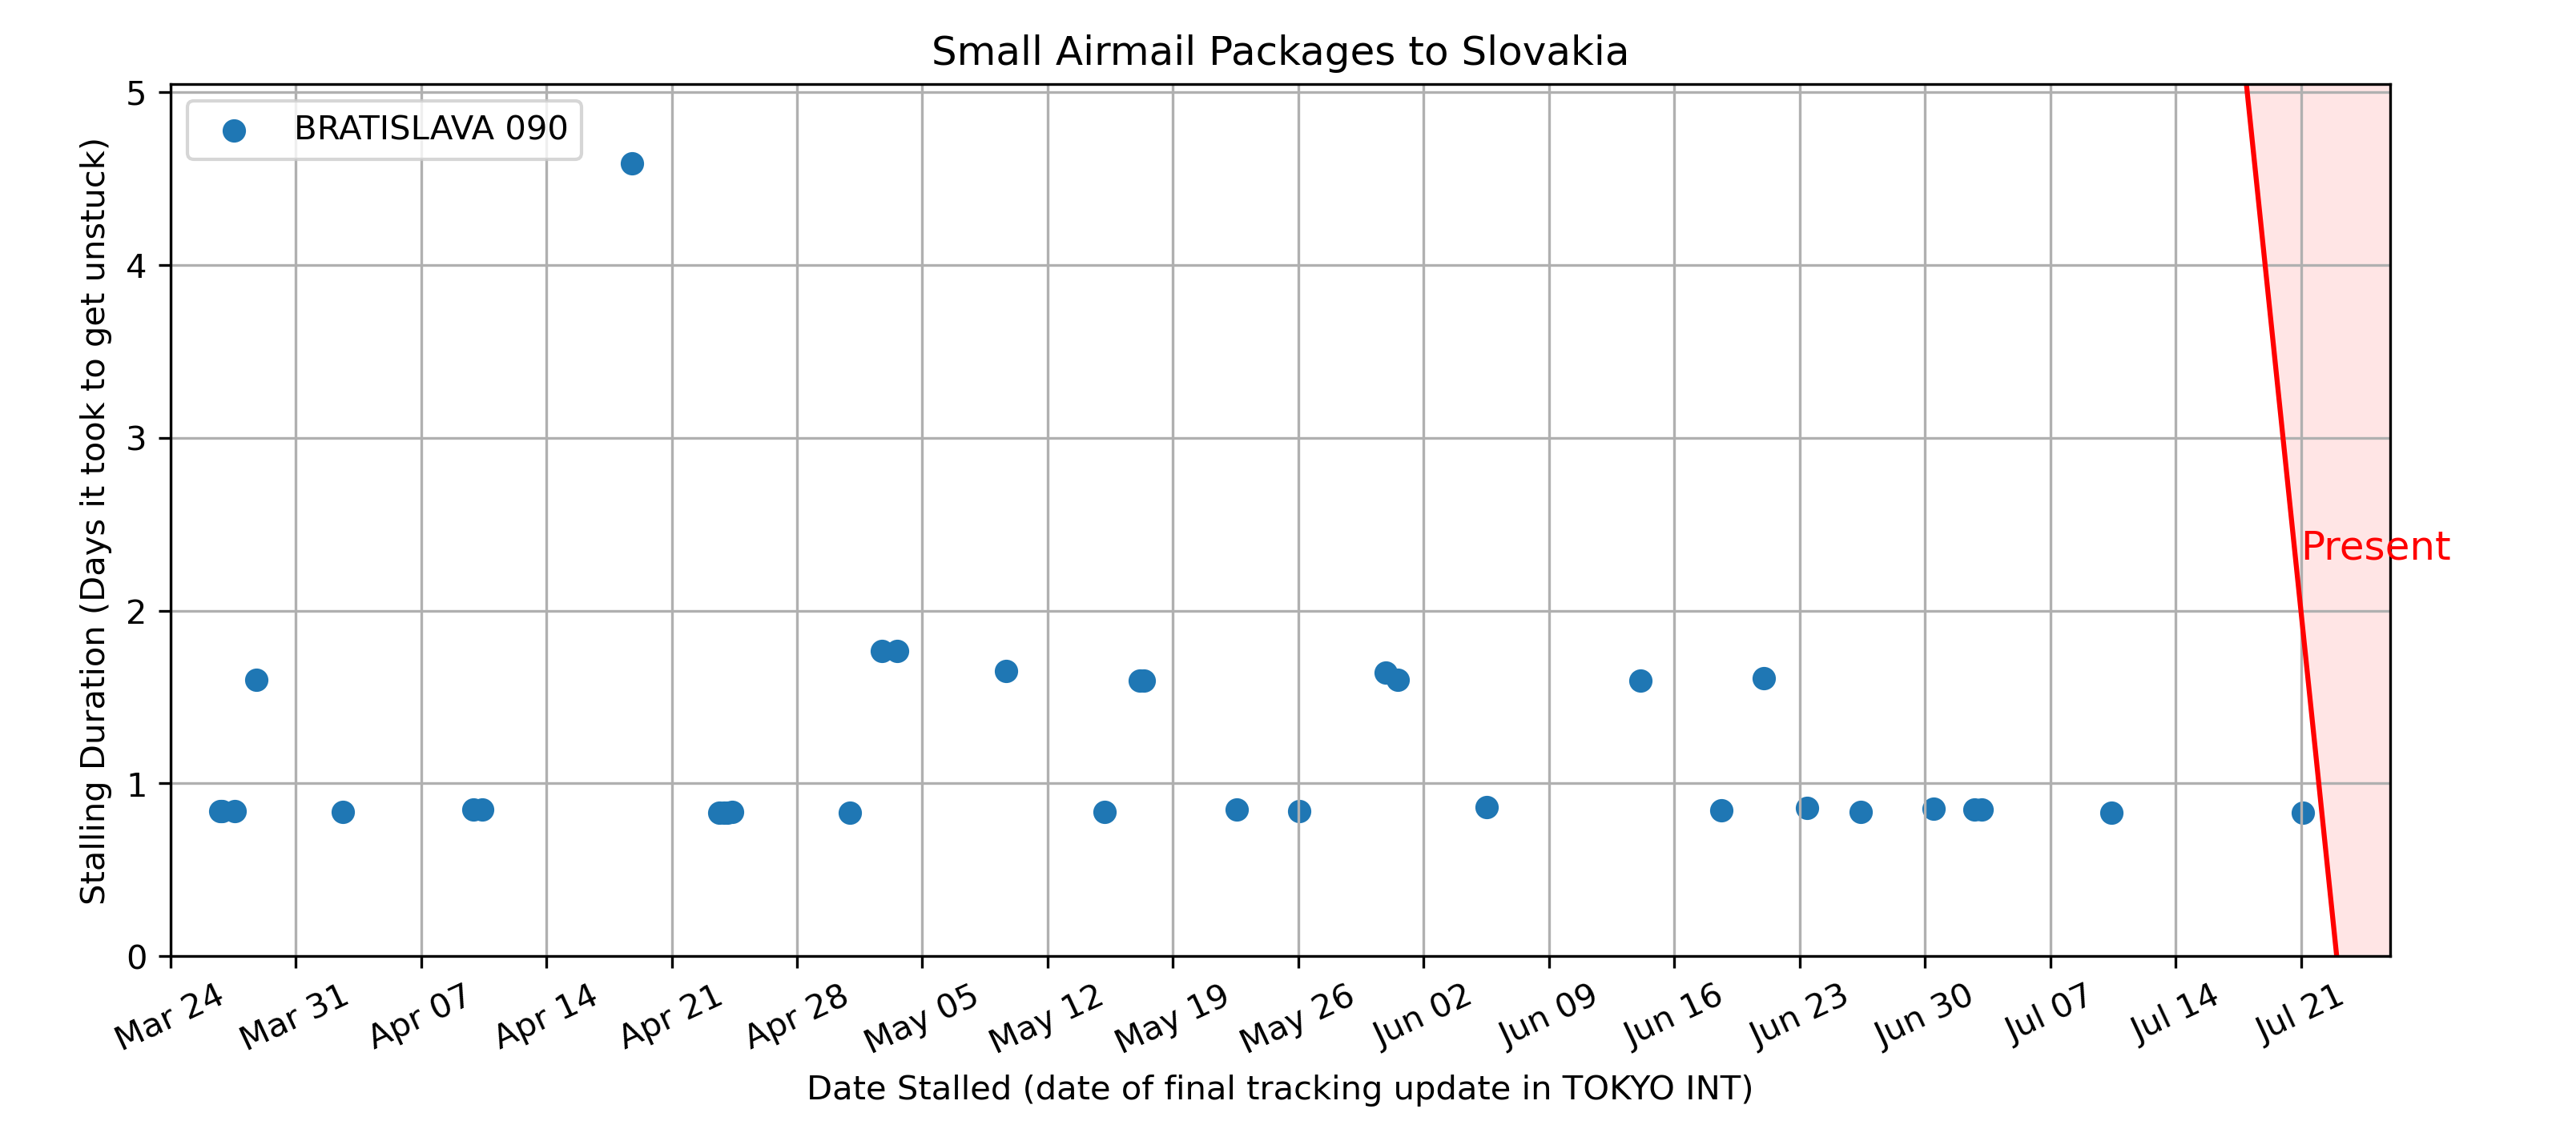 Small Airmail Packages to Slovakia
BRATISLAVA 090
Stalling Duration (Days it took to get unstuck)
5
4
3
2
1
0
Present
Mar 24
Mar 31
Apr 07
Apr 14
Apr 21
Apr 28
May 05
May 12
May 19
May 26
Jun 02
Jun 09
Jun 16
Jun 23
Jun 30
Jul 07
Jul 14
Jul 21
Date Stalled (date of final tracking update in TOKYO INT)